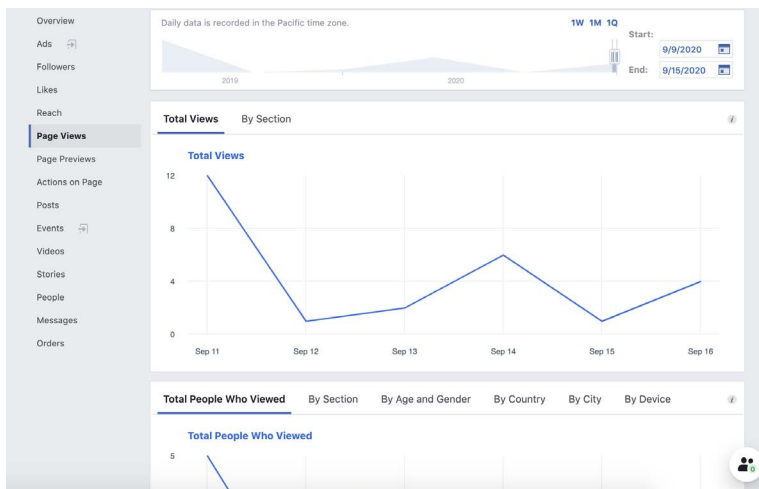 Overview
Ads
Followers
Likes
Reach
Page Views
Page Previews
Actions on Page
Posts
Events
Videos
Stories
People
Messages
Orders
Daily data is recorded in the Pacific time zone.
1W 1M 1Q
Start:
9/9/2020
End:
9/15/2020
2019
2020
Total Views
By Section
i
Total Views
12
8
4
0
Sep 11
Sep 12
Sep 13
Sep 14
Sep 15
Sep 16
Total People Who Viewed
By Section
By Age and Gender
By Country
By City
By Device
i
Total People Who Viewed
5
0